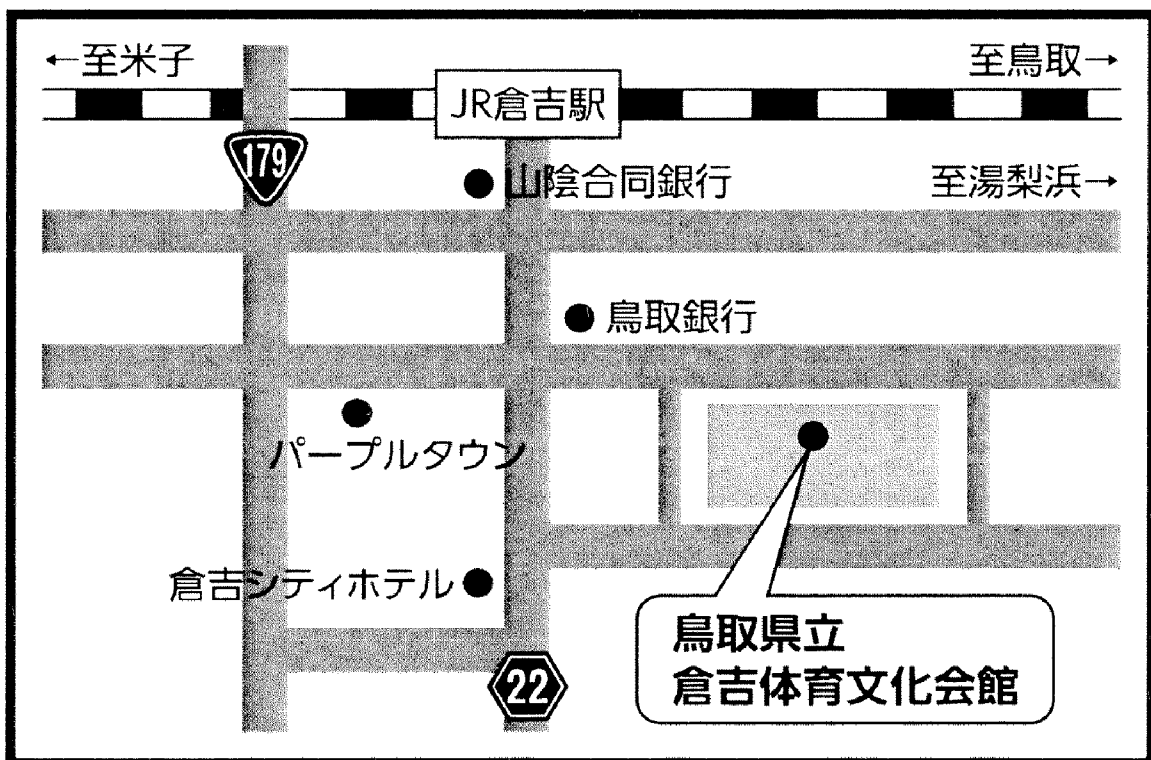 ←至米子
至鳥取→
JR倉吉駅
179
山陰合同銀行
至湯梨浜→
鳥取銀行
パープルタウン
倉吉シティホテル
鳥取県立
倉吉体育文化会館
22